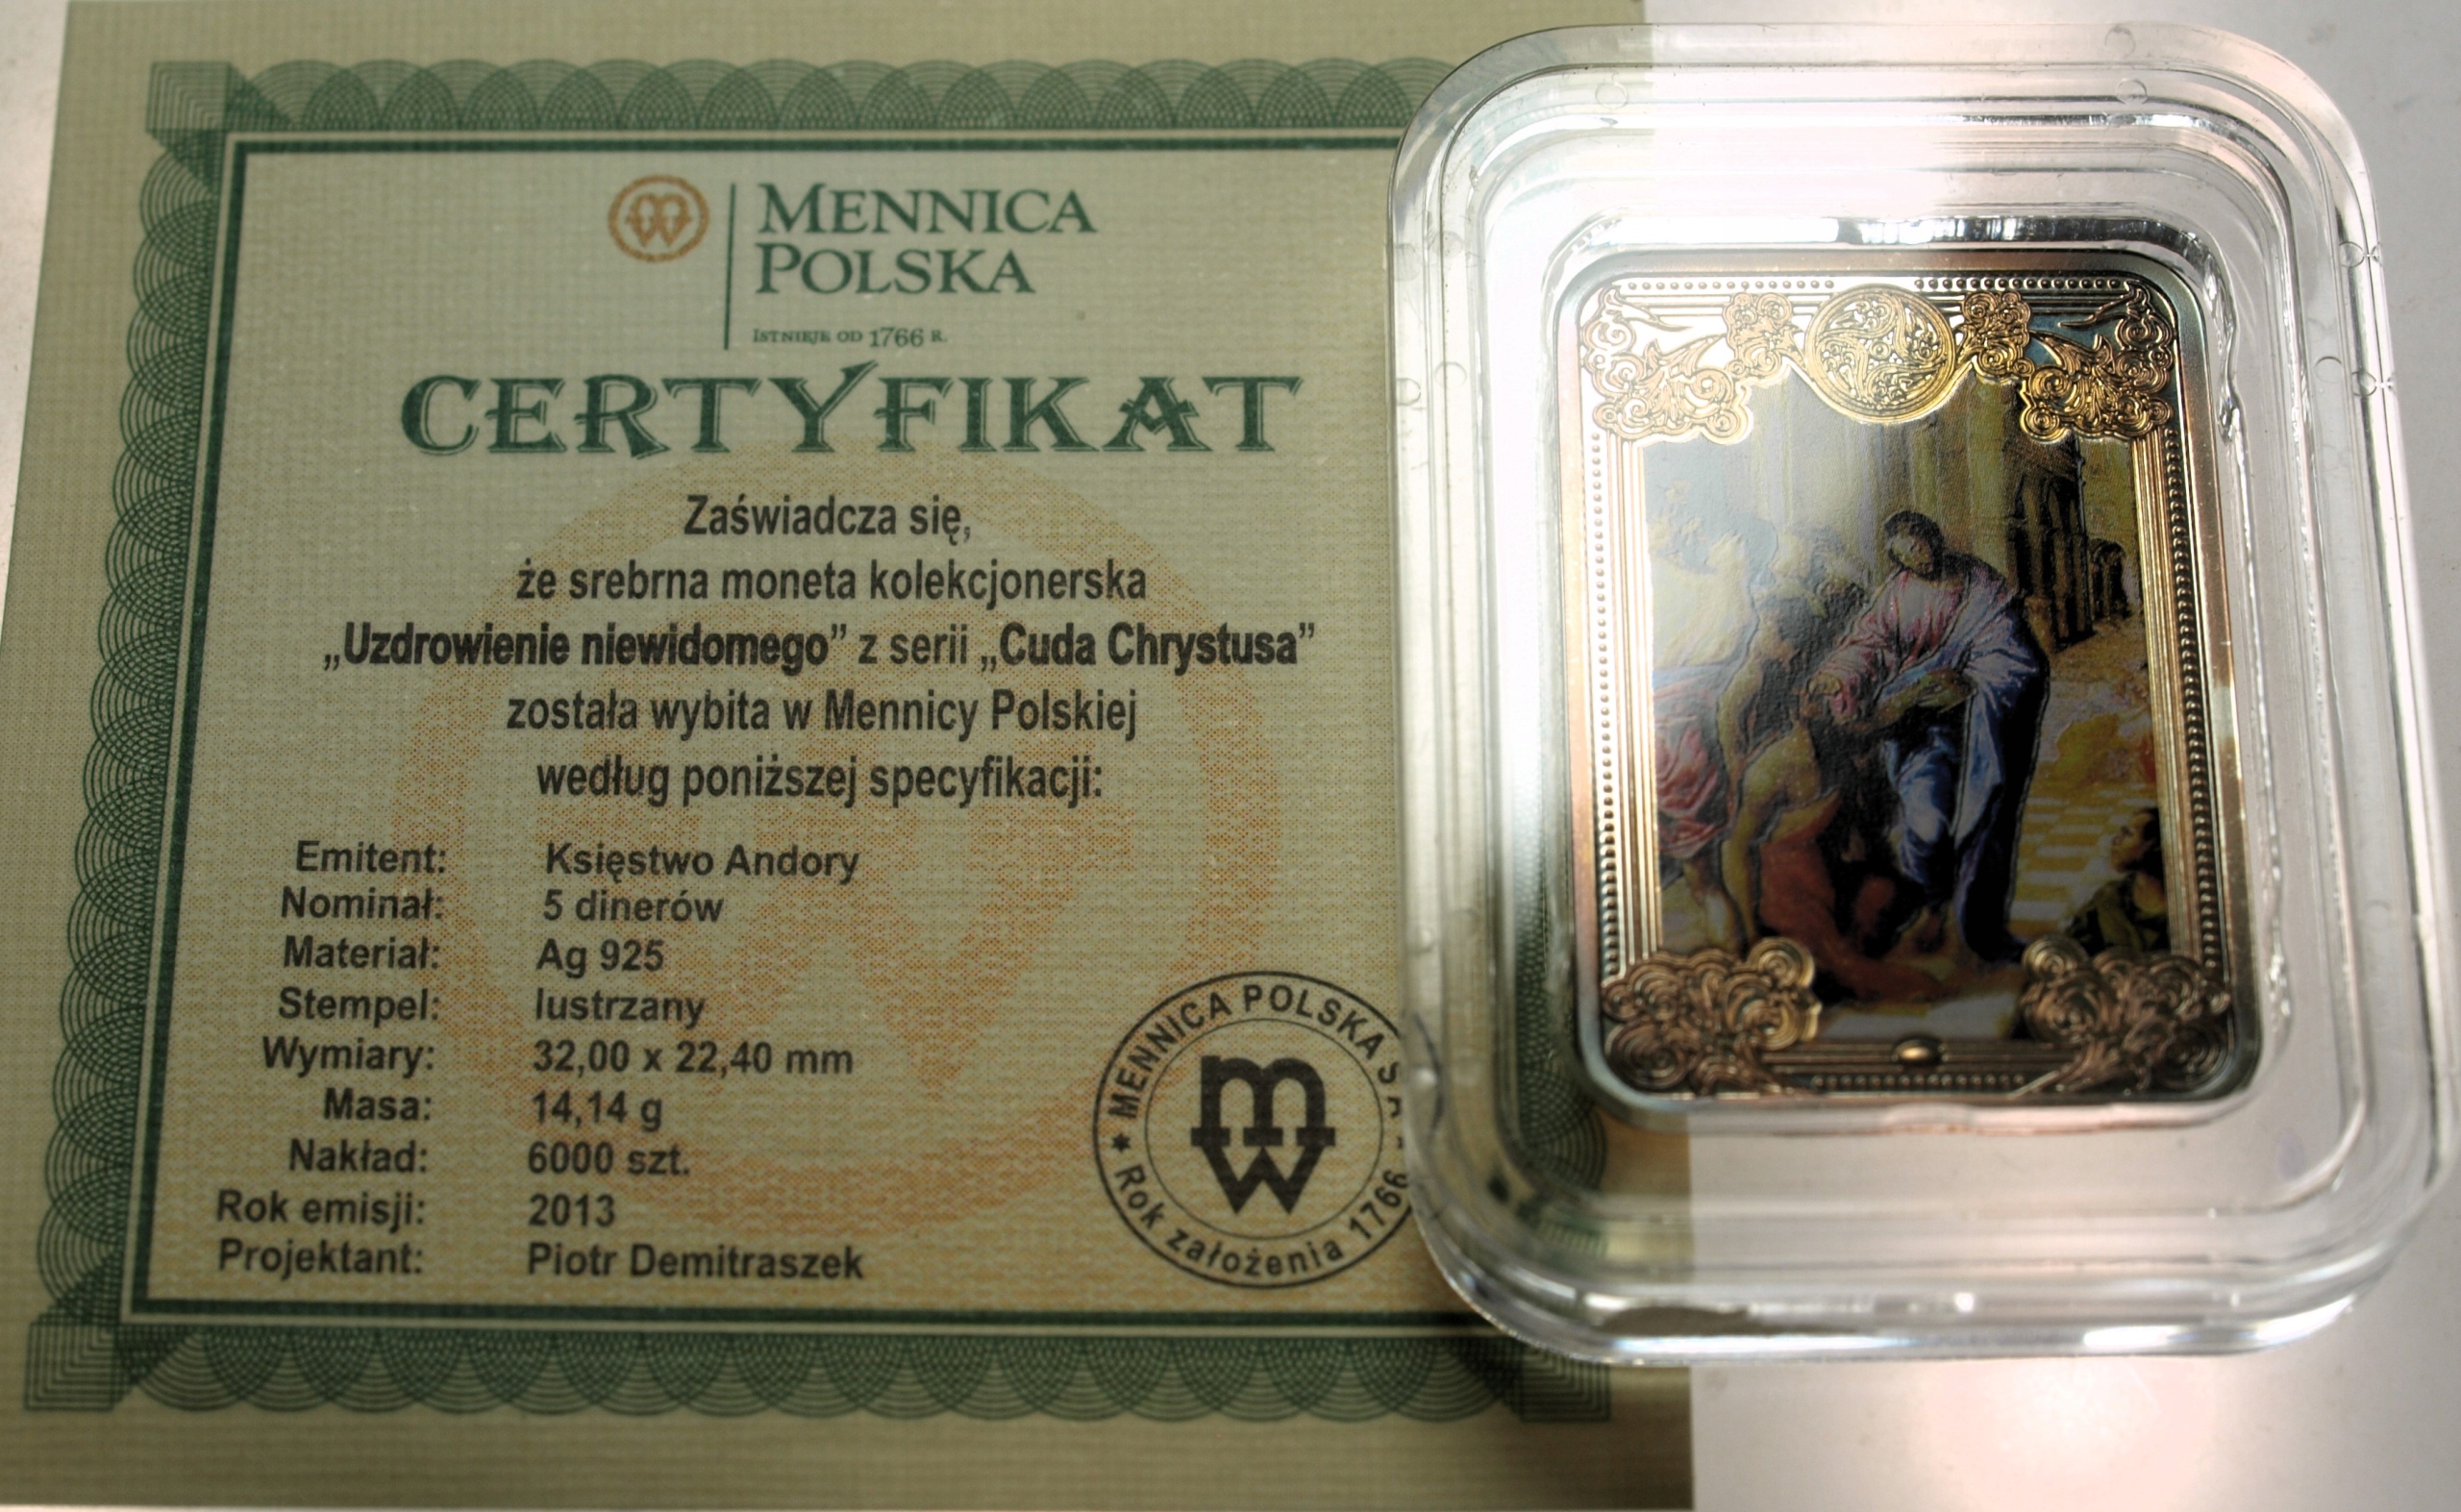 MENNICA
POLSKA
ISTNIEJE OD 1766 R.
CERTYFIKAT
Zaświadcza się,
że srebrna moneta kolekcjonerska
„Uzdrowienie niewidomego” z serii „Cuda Chrystusa”
została wybita w Mennicy Polskiej
według poniższej specyfikacji:
Emitent: Księstwo Andory
Nominał: 5 dinerów
Materiał: Ag 925
Stempel: lustrzany
Wymiary: 32,00 x 22,40 mm
Masa: 14,14 g
Nakład: 6000 szt.
Rok emisji: 2013
Projektant: Piotr Demitraszek
MENNICA POLSKA S.A.
Rok założenia 1766